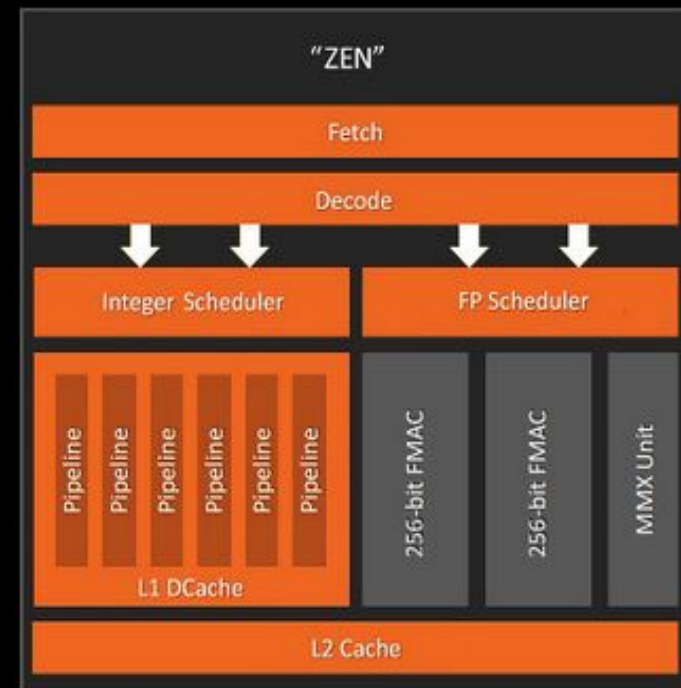 “ZEN”
Fetch
Decode
Integer Scheduler
FP Scheduler
Pipeline
Pipeline
Pipeline
Pipeline
Pipeline
Pipeline
L1 DCache
256-bit FMAC
256-bit FMAC
MMX Unit
L2 Cache